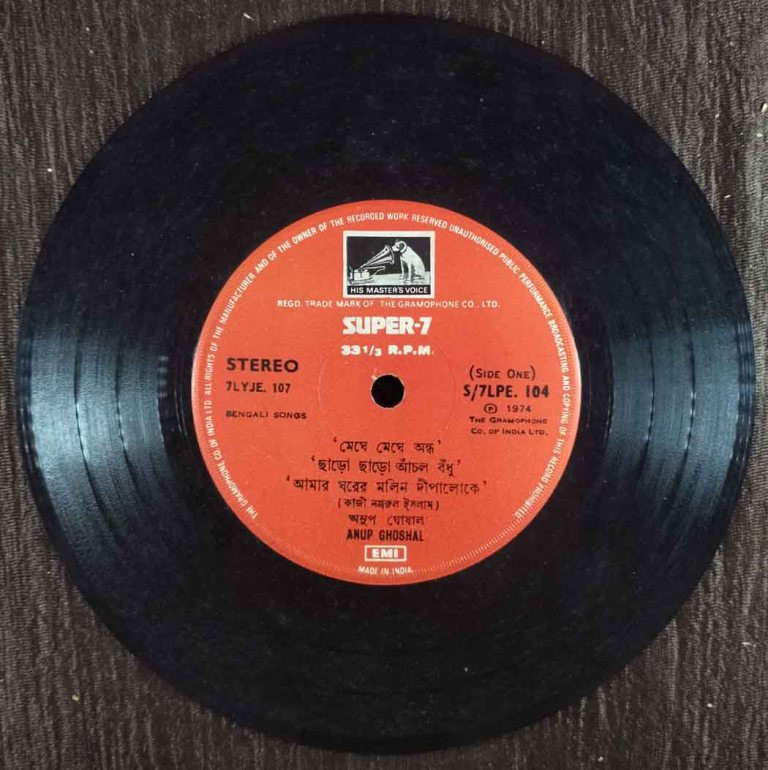 THE GRAMOPHONE CO. OF INDIA LTD. ALL RIGHTS OF THE MANUFACTURER AND OF THE OWNER OF THE RECORDED WORK RESERVED UNAUTHORISED PUBLIC PERFORMANCE BROADCASTING AND COPYING OF THIS RECORD PROHIBITED.
HIS MASTER'S VOICE
REGD. TRADE MARK OF THE GRAMOPHONE CO., LTD.
SUPER-7
33 1/3 R.P.M.
STEREO
7LYJE. 107
BENGALI SONGS
(SIDE ONE)
S/7LPE. 104
℗ 1974
THE GRAMOPHONE
CO. OF INDIA LTD.
'মেঘে মেঘে অন্ধ'
'ছাড়ো ছাড়ো আঁচল বঁধু'
'আমার ঘরের মলিন দীপালোকে'
(কাজী নজরুল ইসলাম)
অনুপ ঘোষাল
ANUP GHOSHAL
EMI
MADE IN INDIA